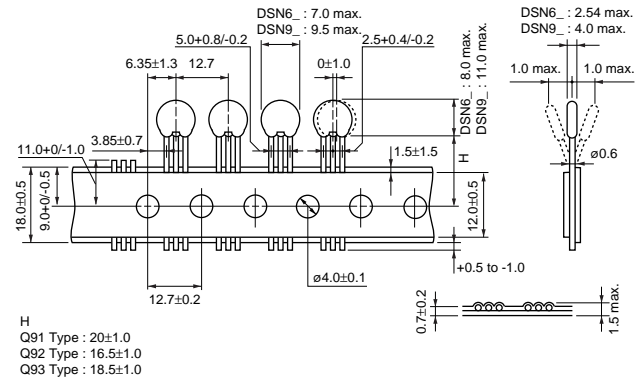 DSN6_ : 7.0 max.
DSN9_ : 9.5 max.
DSN6_ : 2.54 max.
DSN9_ : 4.0 max.
5.0+0.8/-0.2
2.5+0.4/-0.2
6.35±1.3
12.7
0±1.0
DSN6_ : 8.0 max.
DSN9_ : 11.0 max.
1.0 max.
1.0 max.
3.85±0.7
11.0+0/-1.0
1.5±1.5
H
ø0.6
18.0±0.5
9.0+0/-0.5
12.0±0.5
ø4.0±0.1
+0.5 to -1.0
12.7±0.2
0.7±0.2
1.5 max.
H
Q91 Type : 20±1.0
Q92 Type : 16.5±1.0
Q93 Type : 18.5±1.0